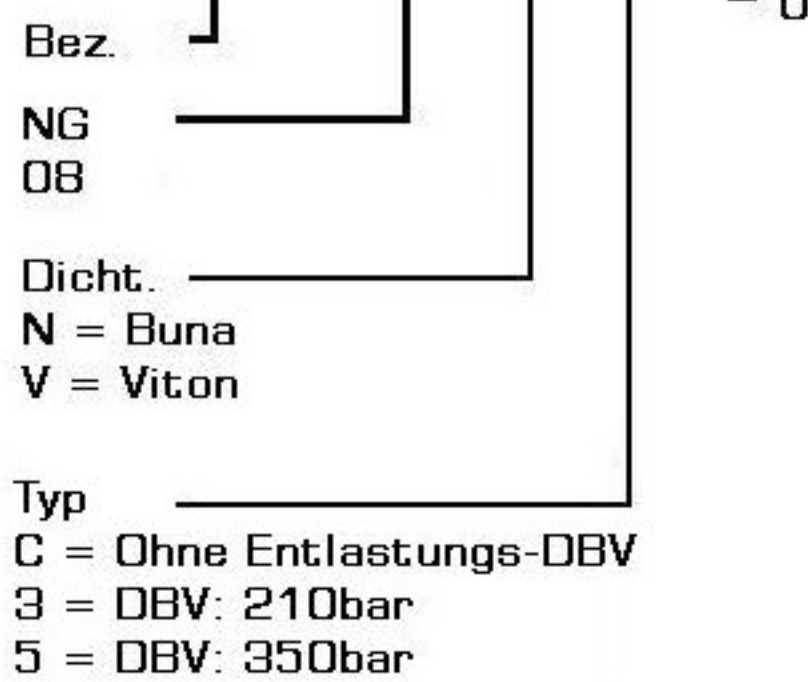 Bez.
NG
08
Dicht.
N = Buna
V = Viton
Typ
C = Ohne Entlastungs-DBV
3 = DBV: 210bar
5 = DBV: 350bar